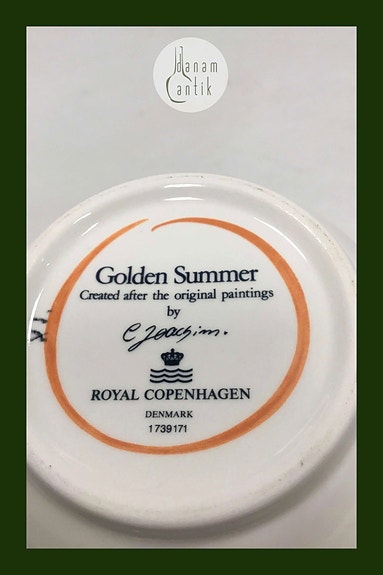 Danam
antik
Golden Summer
Created after the original paintings
by
C Joachim.
ROYAL COPENHAGEN
DENMARK
1739171